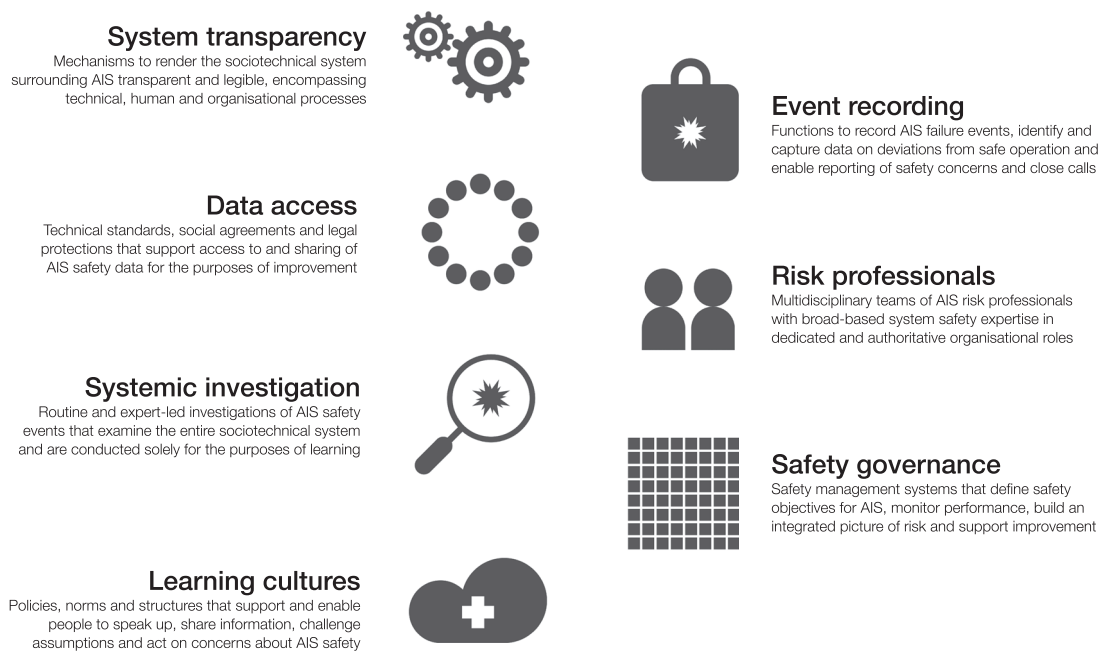 System transparency
Mechanisms to render the sociotechnical system
surrounding AIS transparent and legible, encompassing
technical, human and organisational processes
Event recording
Functions to record AIS failure events, identify and
capture data on deviations from safe operation and
enable reporting of safety concerns and close calls
Data access
Technical standards, social agreements and legal
protections that support access to and sharing of
AIS safety data for the purposes of improvement
Risk professionals
Multidisciplinary teams of AIS risk professionals
with broad-based system safety expertise in
dedicated and authoritative organisational roles
Systemic investigation
Routine and expert-led investigations of AIS safety
events that examine the entire sociotechnical system
and are conducted solely for the purposes of learning
Safety governance
Safety management systems that define safety
objectives for AIS, monitor performance, build an
integrated picture of risk and support improvement
Learning cultures
Policies, norms and structures that support and enable
people to speak up, share information, challenge
assumptions and act on concerns about AIS safety